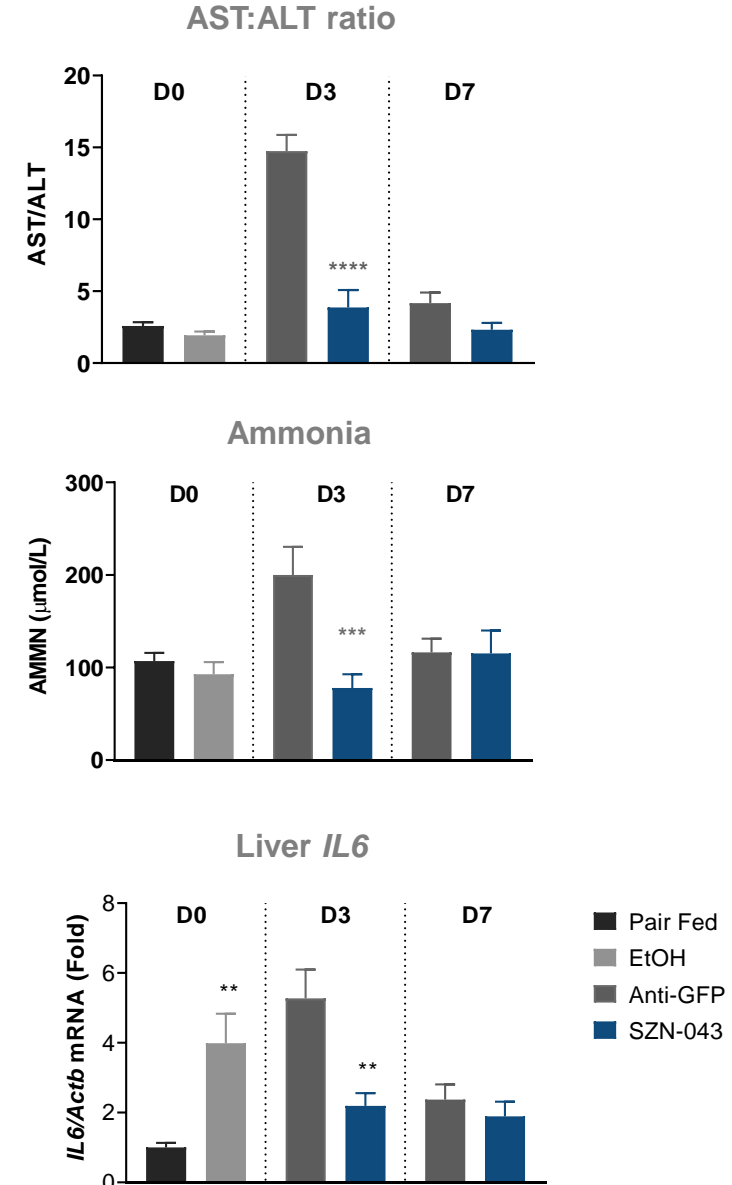 AST:ALT ratio
20
15
10
5
0
AST/ALT
D0
D3
D7
****
Ammonia
300
200
100
0
AMMN (μmol/L)
D0
D3
D7
***
Liver IL6
8
6
4
2
0
IL6/Actb mRNA (Fold)
D0
D3
D7
**
**
Pair Fed
EtOH
Anti-GFP
SZN-043